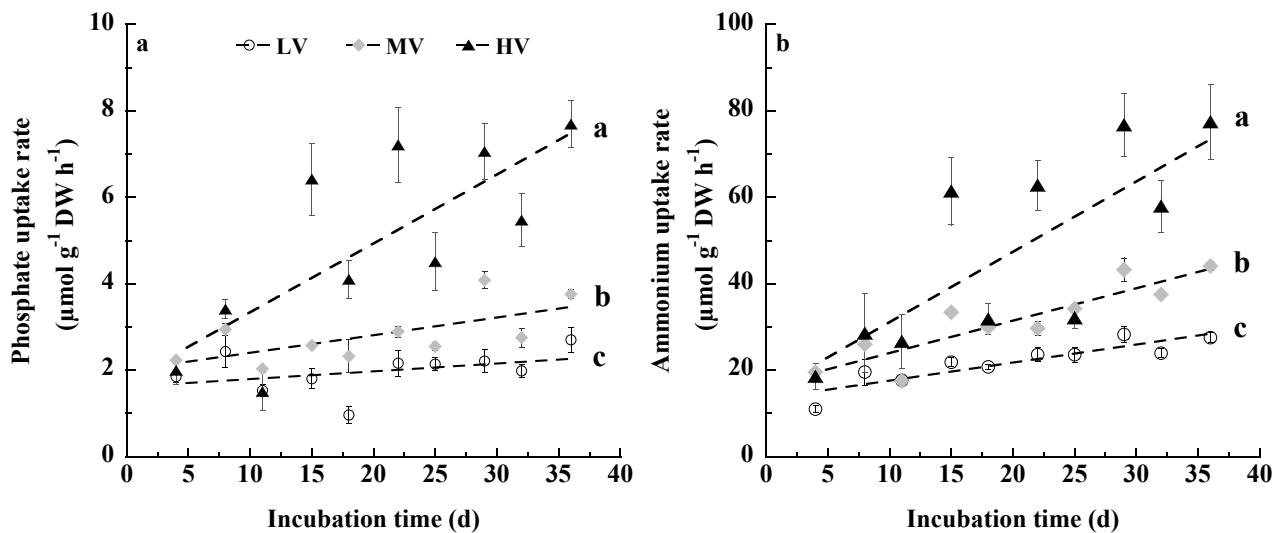 a
LV MV HV
Phosphate uptake rate
(μmol g⁻¹ DW h⁻¹)
10
8
6
4
2
0
a
b
c
0 5 10 15 20 25 30 35 40
Incubation time (d)
b
Ammonium uptake rate
(μmol g⁻¹ DW h⁻¹)
100
80
60
40
20
0
a
b
c
0 5 10 15 20 25 30 35 40
Incubation time (d)